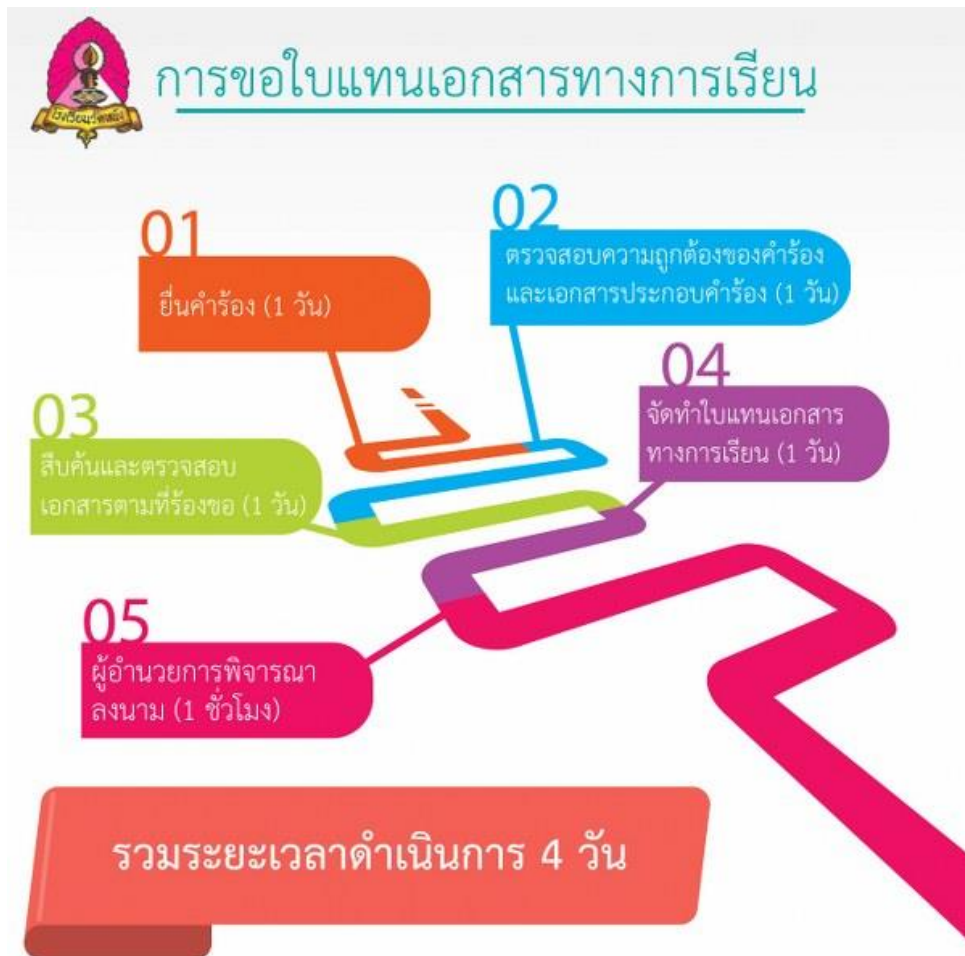 การขอใบแทนเอกสารทางการเรียน
01
ยื่นคำร้อง (1 วัน)
02
ตรวจสอบความถูกต้องของคำร้อง
และเอกสารประกอบคำร้อง (1 วัน)
03
สืบค้นและตรวจสอบ
เอกสารตามที่ร้องขอ (1 วัน)
04
จัดทำใบแทนเอกสาร
ทางการเรียน (1 วัน)
05
ผู้อำนวยการพิจารณา
ลงนาม (1 ชั่วโมง)
รวมระยะเวลาดำเนินการ 4 วัน